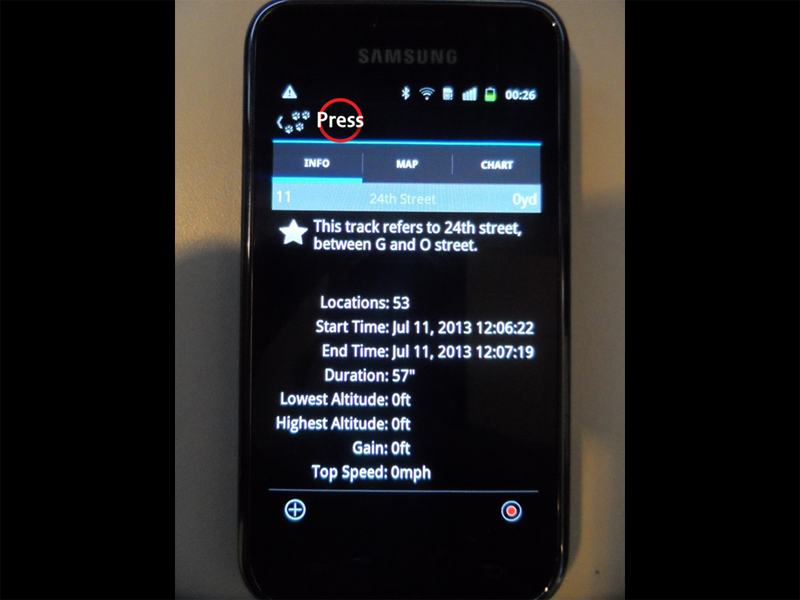 SAMSUNG
00:26
Press
INFO MAP CHART
11 24th Street 0yd
This track refers to 24th street,
between G and O street.
Locations: 53
Start Time: Jul 11, 2013 12:06:22
End Time: Jul 11, 2013 12:07:19
Duration: 57"
Lowest Altitude: 0ft
Highest Altitude: 0ft
Gain: 0ft
Top Speed: 0mph